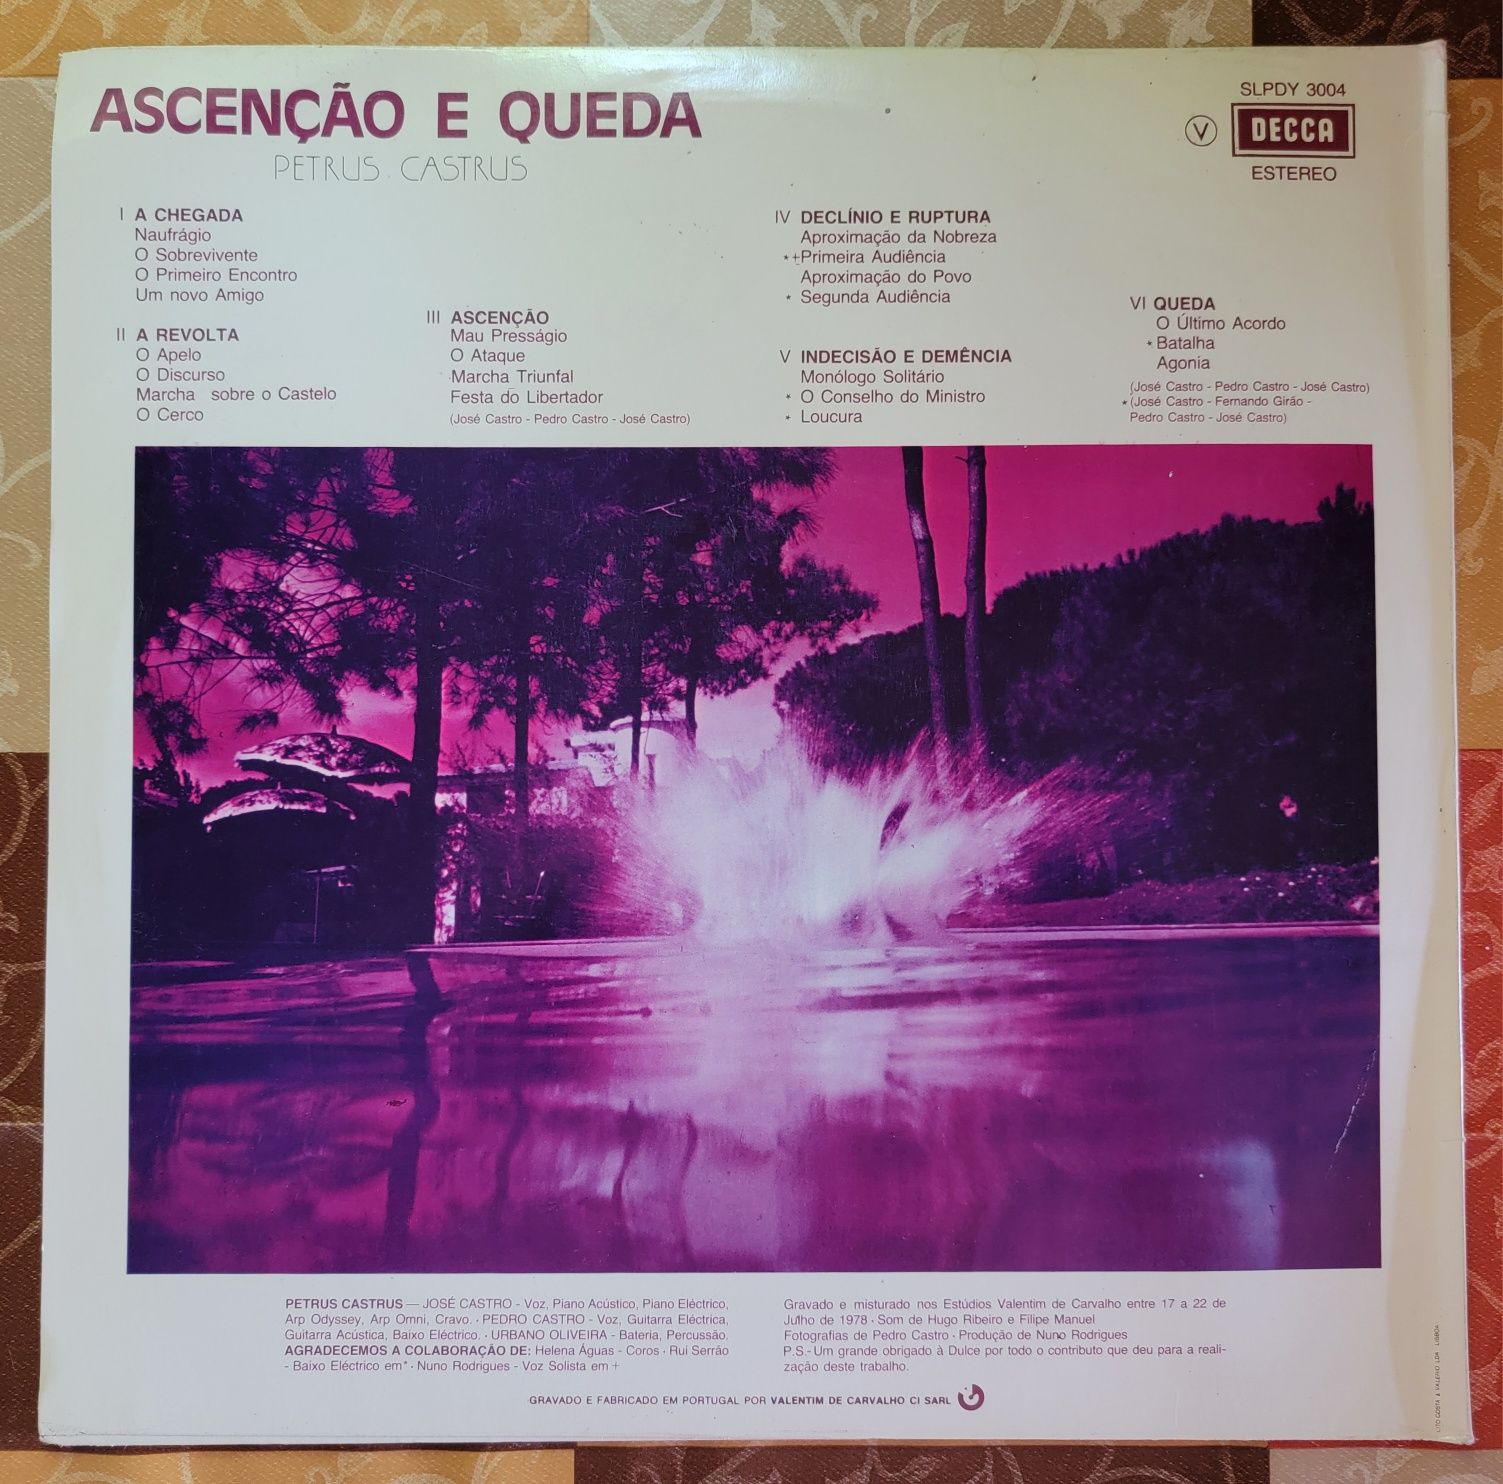 ASCENÇÃO E QUEDA
PETRUS CASTRUS
SLPDY 3004
V DECCA
ESTEREO
I A CHEGADA
Naufrágio
O Sobrevivente
O Primeiro Encontro
Um novo Amigo
II A REVOLTA
O Apelo
O Discurso
Marcha sobre o Castelo
O Cerco
III ASCENÇÃO
Mau Presságio
O Ataque
Marcha Triunfal
Festa do Libertador
(José Castro - Pedro Castro - José Castro)
IV DECLÍNIO E RUPTURA
Aproximação da Nobreza
*+Primeira Audiência
Aproximação do Povo
* Segunda Audiência
V INDECISÃO E DEMÊNCIA
Monólogo Solitário
* O Conselho do Ministro
* Loucura
VI QUEDA
O Último Acordo
* Batalha
Agonia
(José Castro - Pedro Castro - José Castro)
* (José Castro - Fernando Girão -
Pedro Castro - José Castro)
PETRUS CASTRUS — JOSÉ CASTRO - Voz, Piano Acústico, Piano Eléctrico,
Arp Odyssey, Arp Omni, Cravo. · PEDRO CASTRO - Voz, Guitarra Eléctrica,
Guitarra Acústica, Baixo Eléctrico. · URBANO OLIVEIRA - Bateria, Percussão.
AGRADECEMOS A COLABORAÇÃO DE: Helena Águas - Coros · Rui Serrão
- Baixo Eléctrico em* · Nuno Rodrigues - Voz Solista em +
Gravado e misturado nos Estúdios Valentim de Carvalho entre 17 a 22 de
Julho de 1978 · Som de Hugo Ribeiro e Filipe Manuel
Fotografias de Pedro Castro · Produção de Nuno Rodrigues
P.S.- Um grande obrigado à Dulce por todo o contributo que deu para a reali-
zação deste trabalho.
GRAVADO E FABRICADO EM PORTUGAL POR VALENTIM DE CARVALHO CI SARL
LITO COSTA & VALÉRIO LDA LISBOA